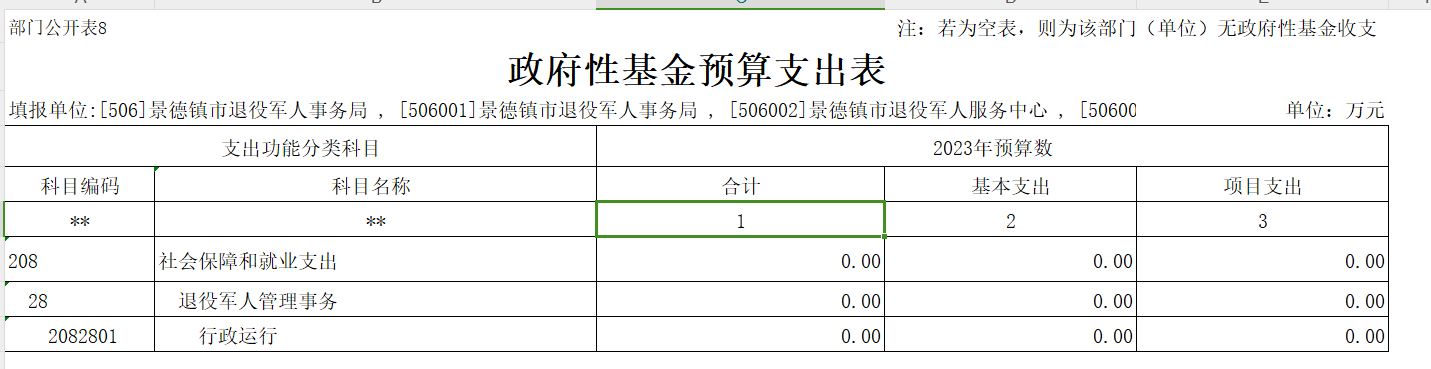 部门公开表8 注：若为空表，则为该部门（单位）无政府性基金收支
政府性基金预算支出表
填报单位:[506]景德镇市退役军人事务局 , [506001]景德镇市退役军人事务局 , [506002]景德镇市退役军人服务中心 , [50600 单位：万元
支出功能分类科目 2023年预算数
科目编码 科目名称 合计 基本支出 项目支出
** ** 1 2 3
208 社会保障和就业支出 0.00 0.00 0.00
28 退役军人管理事务 0.00 0.00 0.00
2082801 行政运行 0.00 0.00 0.00